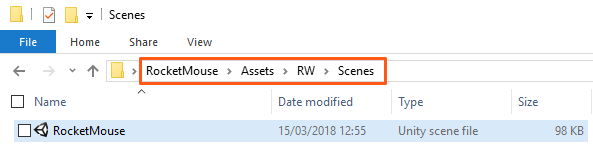 Scenes
File Home Share View
RocketMouse > Assets > RW > Scenes
Name Date modified Type Size
RocketMouse 15/03/2018 12:55 Unity scene file 98 KB